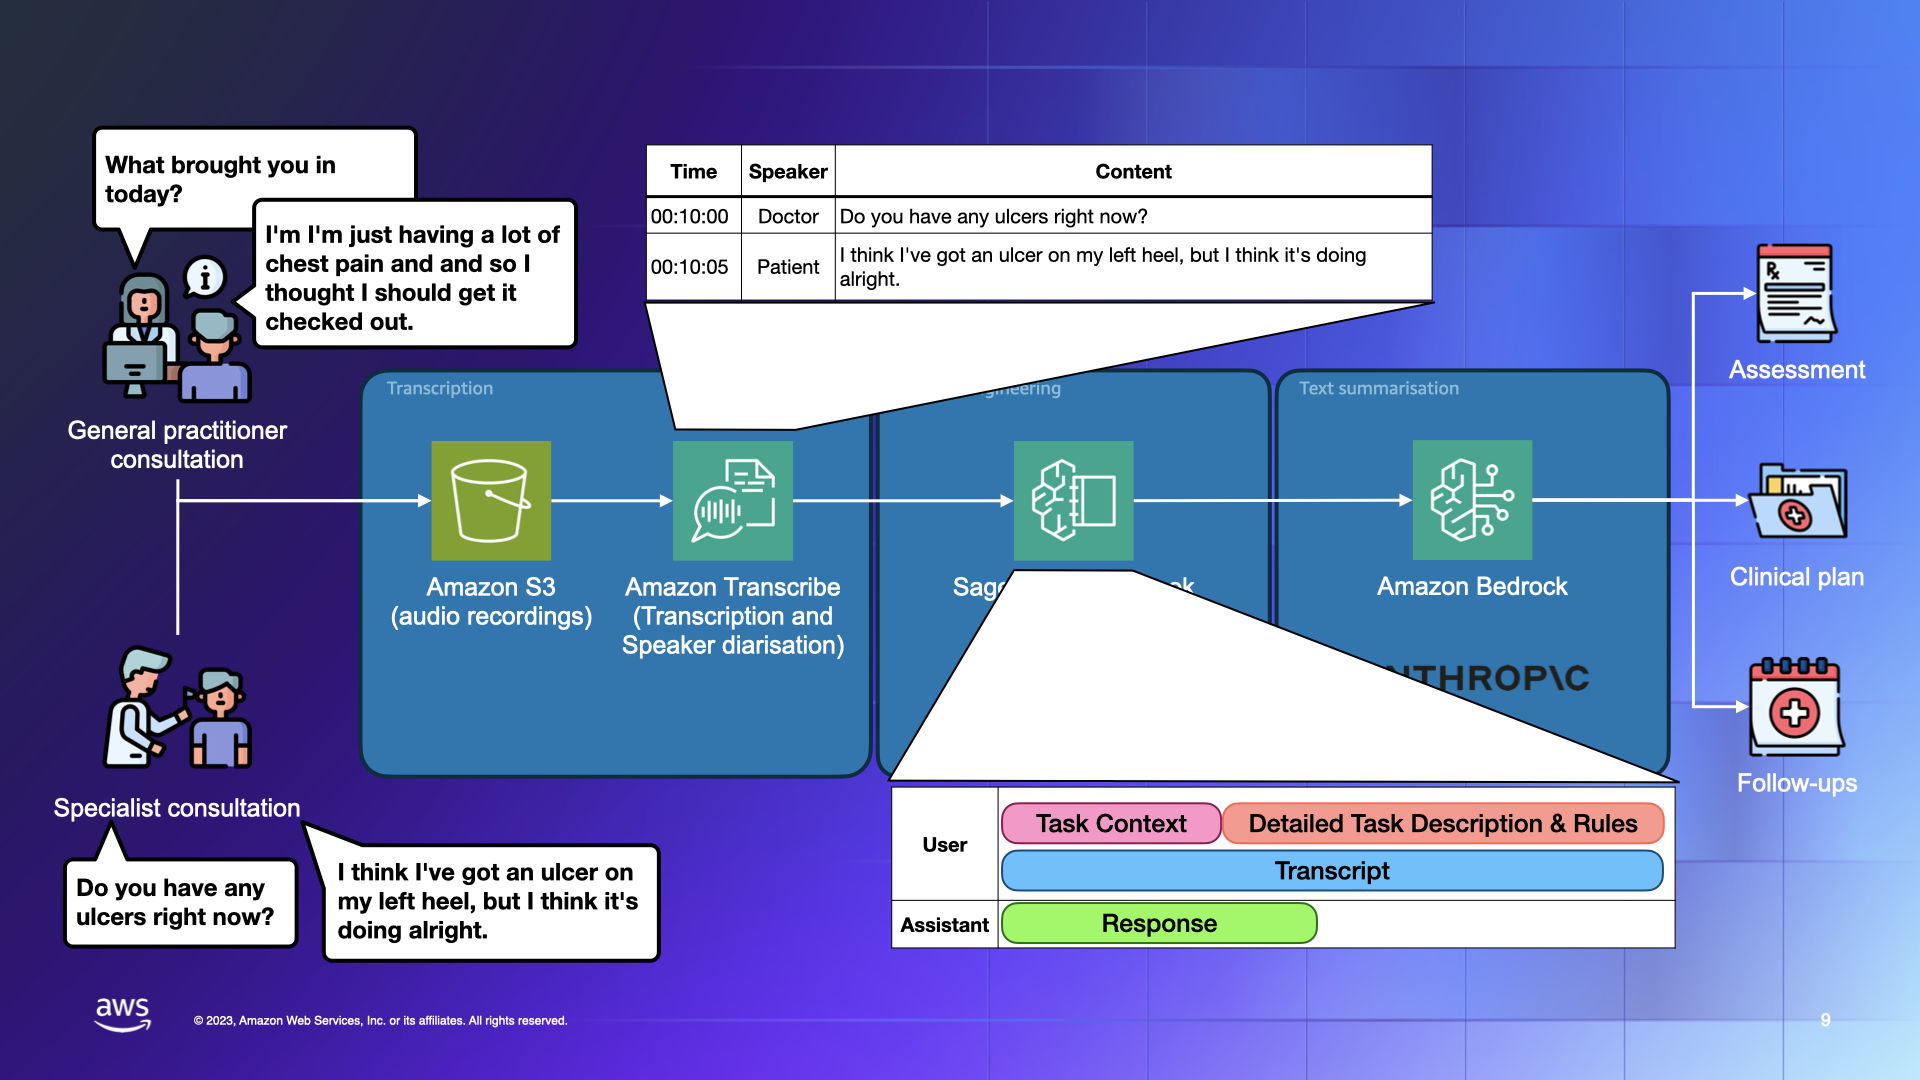 What brought you in
today?
I'm I'm just having a lot of
chest pain and and so I
thought I should get it
checked out.
General practitioner
consultation
Time Speaker Content
00:10:00 Doctor Do you have any ulcers right now?
00:10:05 Patient I think I've got an ulcer on my left heel, but I think it's doing
alright.
Transcription
Text summarisation
Amazon S3
(audio recordings)
Amazon Transcribe
(Transcription and
Speaker diarisation)
Amazon Bedrock
Rx
Assessment
Clinical plan
Follow-ups
Specialist consultation
Do you have any
ulcers right now?
I think I've got an ulcer on
my left heel, but I think it's
doing alright.
User
Task Context
Detailed Task Description & Rules
Transcript
Assistant
Response
aws
© 2023, Amazon Web Services, Inc. or its affiliates. All rights reserved.
9